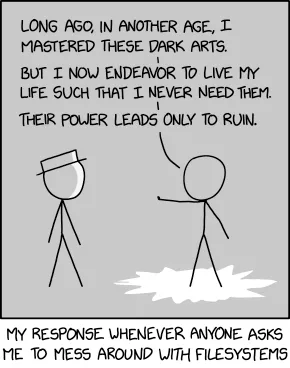 LONG AGO, IN ANOTHER AGE, I
MASTERED THESE DARK ARTS.
BUT I NOW ENDEAVOR TO LIVE MY
LIFE SUCH THAT I NEVER NEED THEM.
THEIR POWER LEADS ONLY TO RUIN.
MY RESPONSE WHENEVER ANYONE ASKS
ME TO MESS AROUND WITH FILESYSTEMS